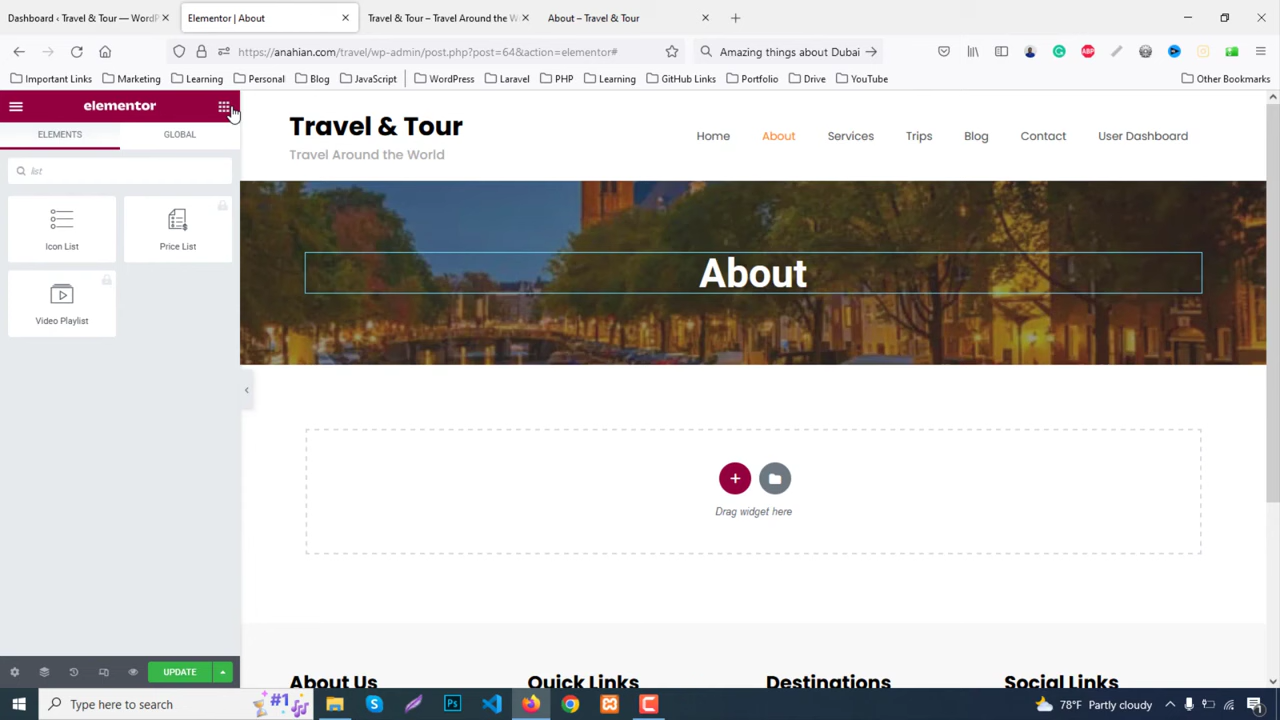 Dashboard ‹ Travel & Tour — WordP
Elementor | About
Travel & Tour – Travel Around the W
About – Travel & Tour
https://anahian.com/travel/wp-admin/post.php?post=64&action=elementor#
Amazing things about Dubai
Important Links
Marketing
Learning
Personal
Blog
JavaScript
WordPress
Laravel
PHP
Learning
GitHub Links
Portfolio
Drive
YouTube
Other Bookmarks
elementor
ELEMENTS
GLOBAL
list
Icon List
Price List
Video Playlist
UPDATE
Travel & Tour
Travel Around the World
Home
About
Services
Trips
Blog
Contact
User Dashboard
About
Drag widget here
About Us
Quick Links
Destinations
Social Links
Type here to search
#1
ABP
Ps
78°F Partly cloudy
1